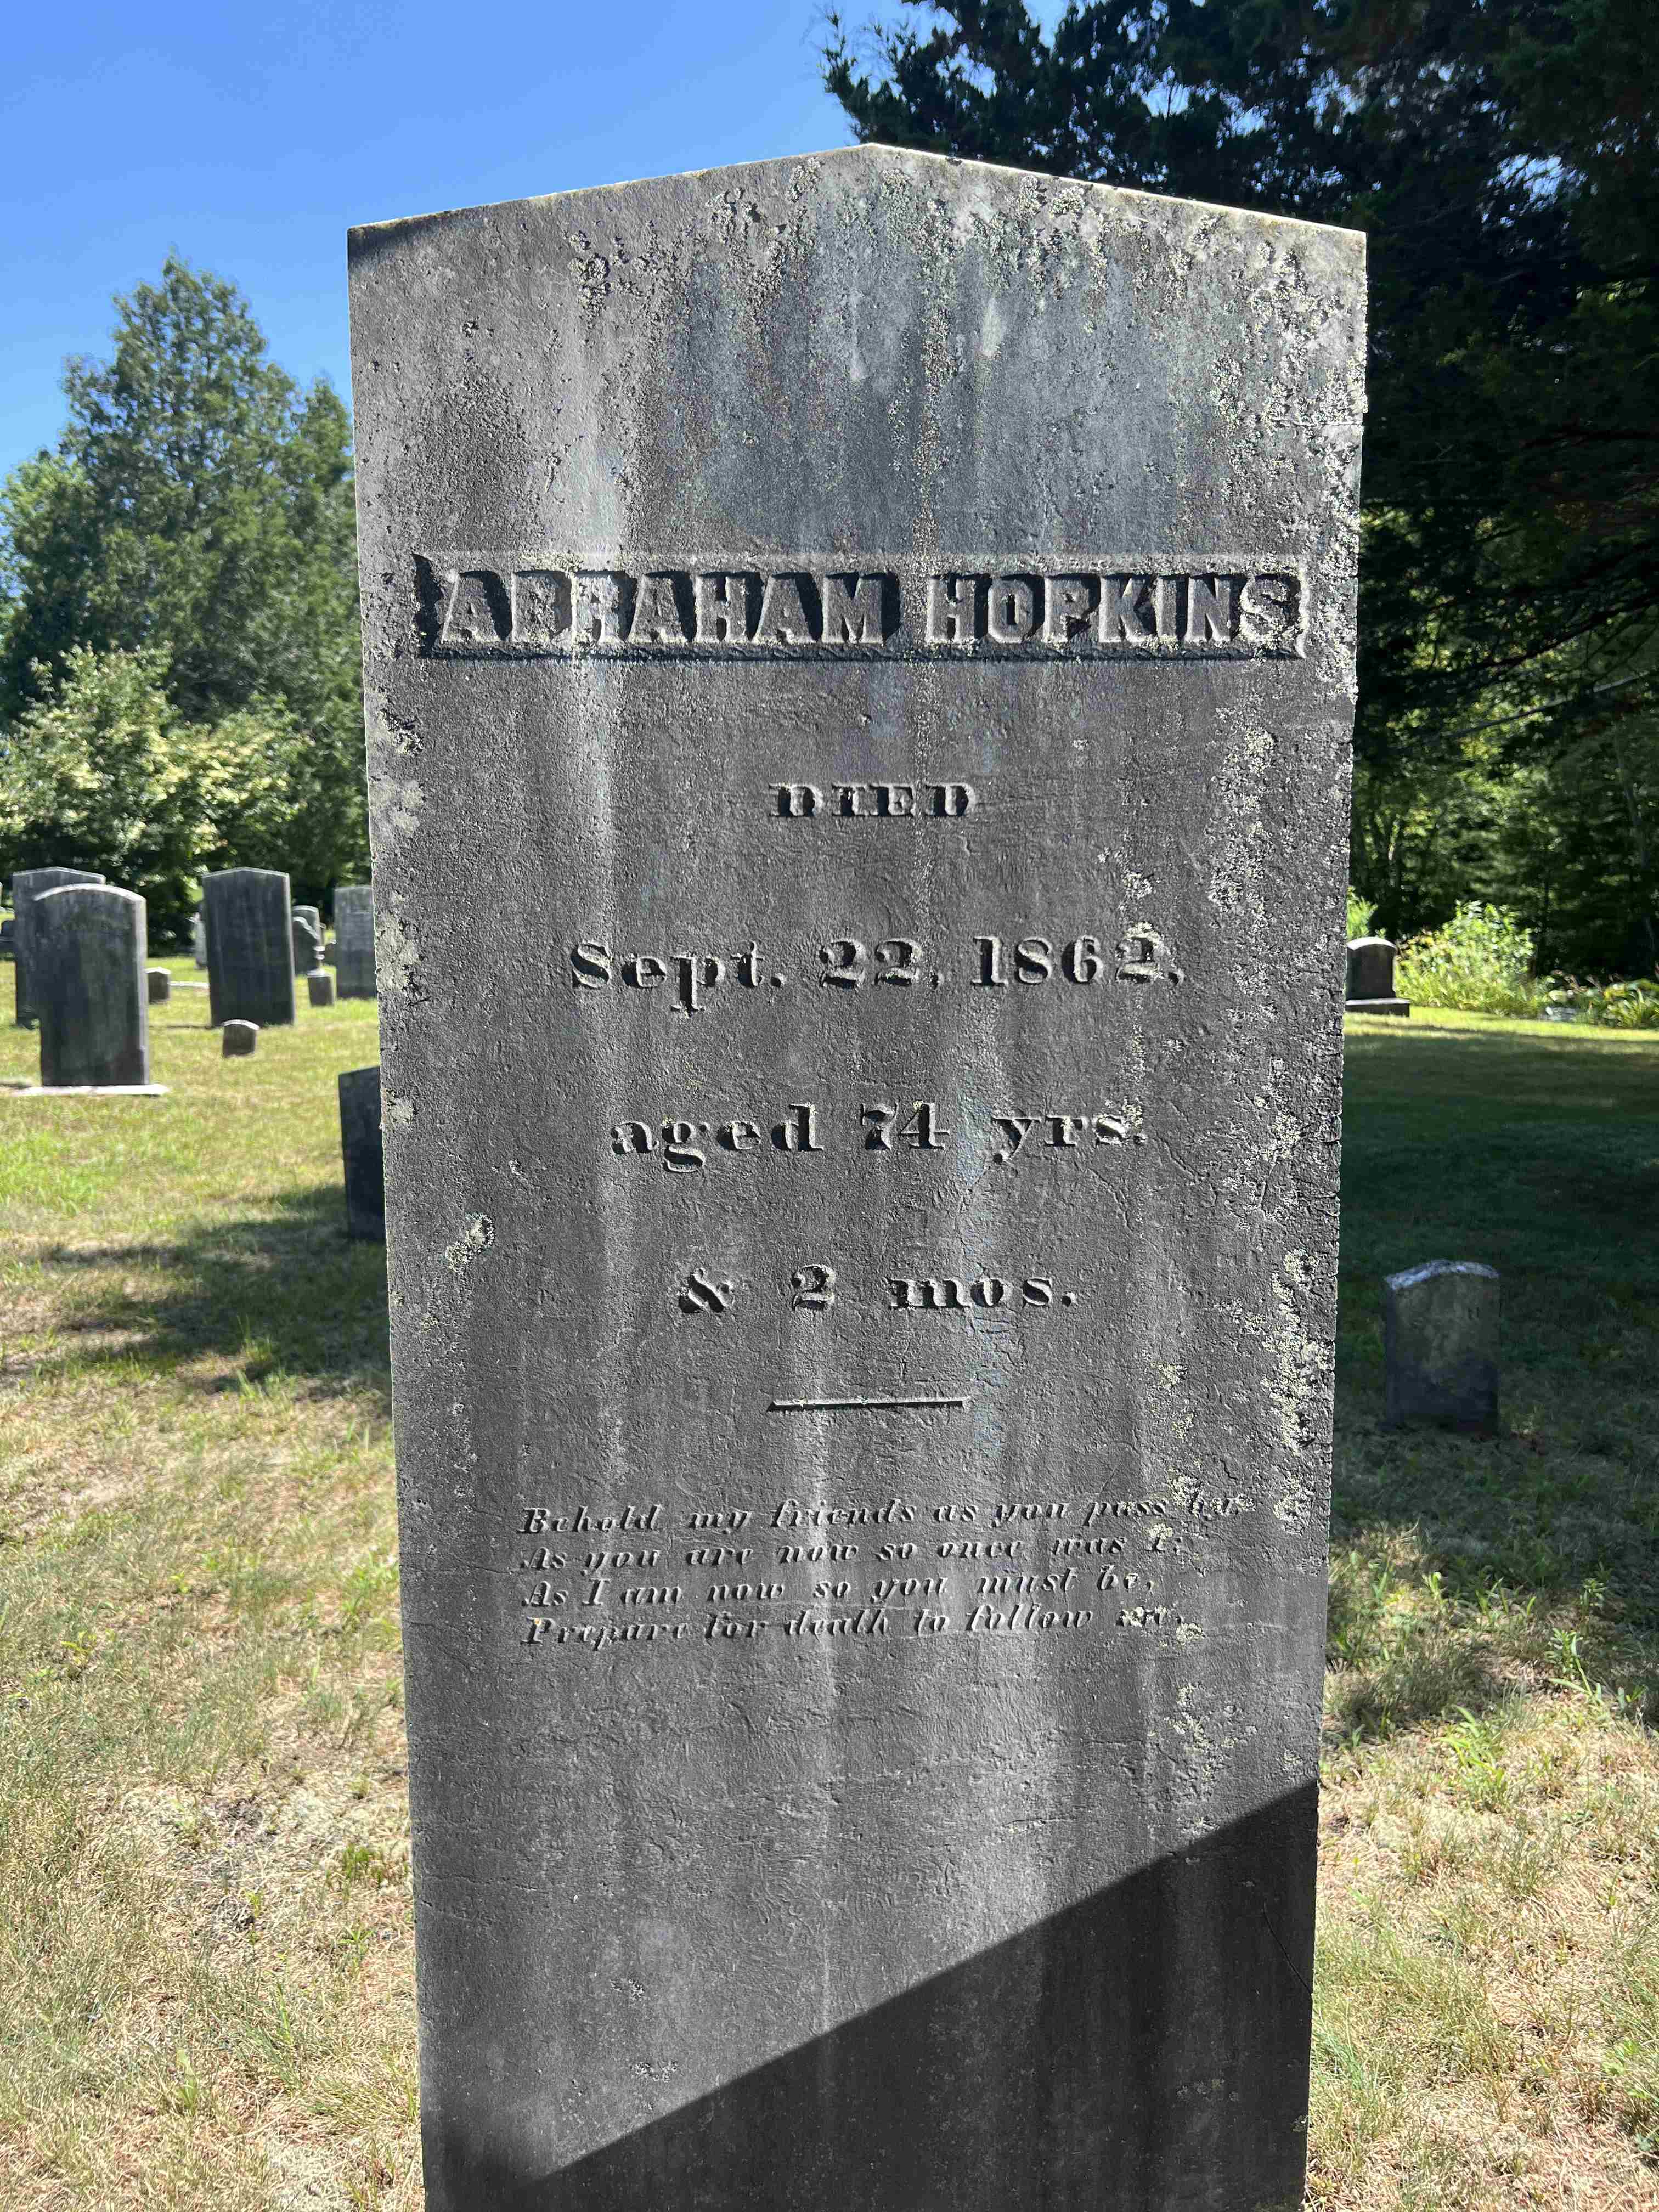 ABRAHAM HOPKINS
DIED
Sept. 22, 1862,
aged 74 yrs.
& 2 mos.
Behold my friends as you pass by,
As you are now so once was I,
As I am now so you must be,
Prepare for death to follow me.